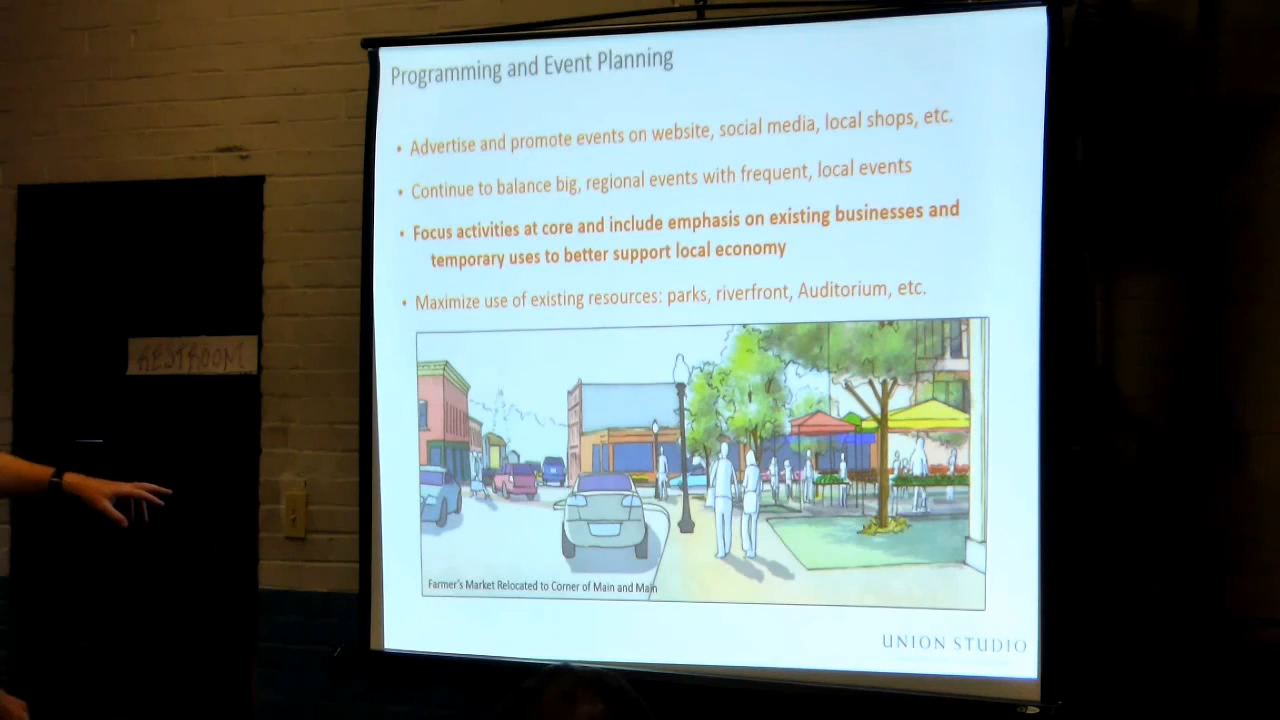 Programming and Event Planning
• Advertise and promote events on website, social media, local shops, etc.
• Continue to balance big, regional events with frequent, local events
• Focus activities at core and include emphasis on existing businesses and
temporary uses to better support local economy
• Maximize use of existing resources: parks, riverfront, Auditorium, etc.
RESTROOM
Farmer's Market Relocated to Corner of Main and Main
UNION STUDIO